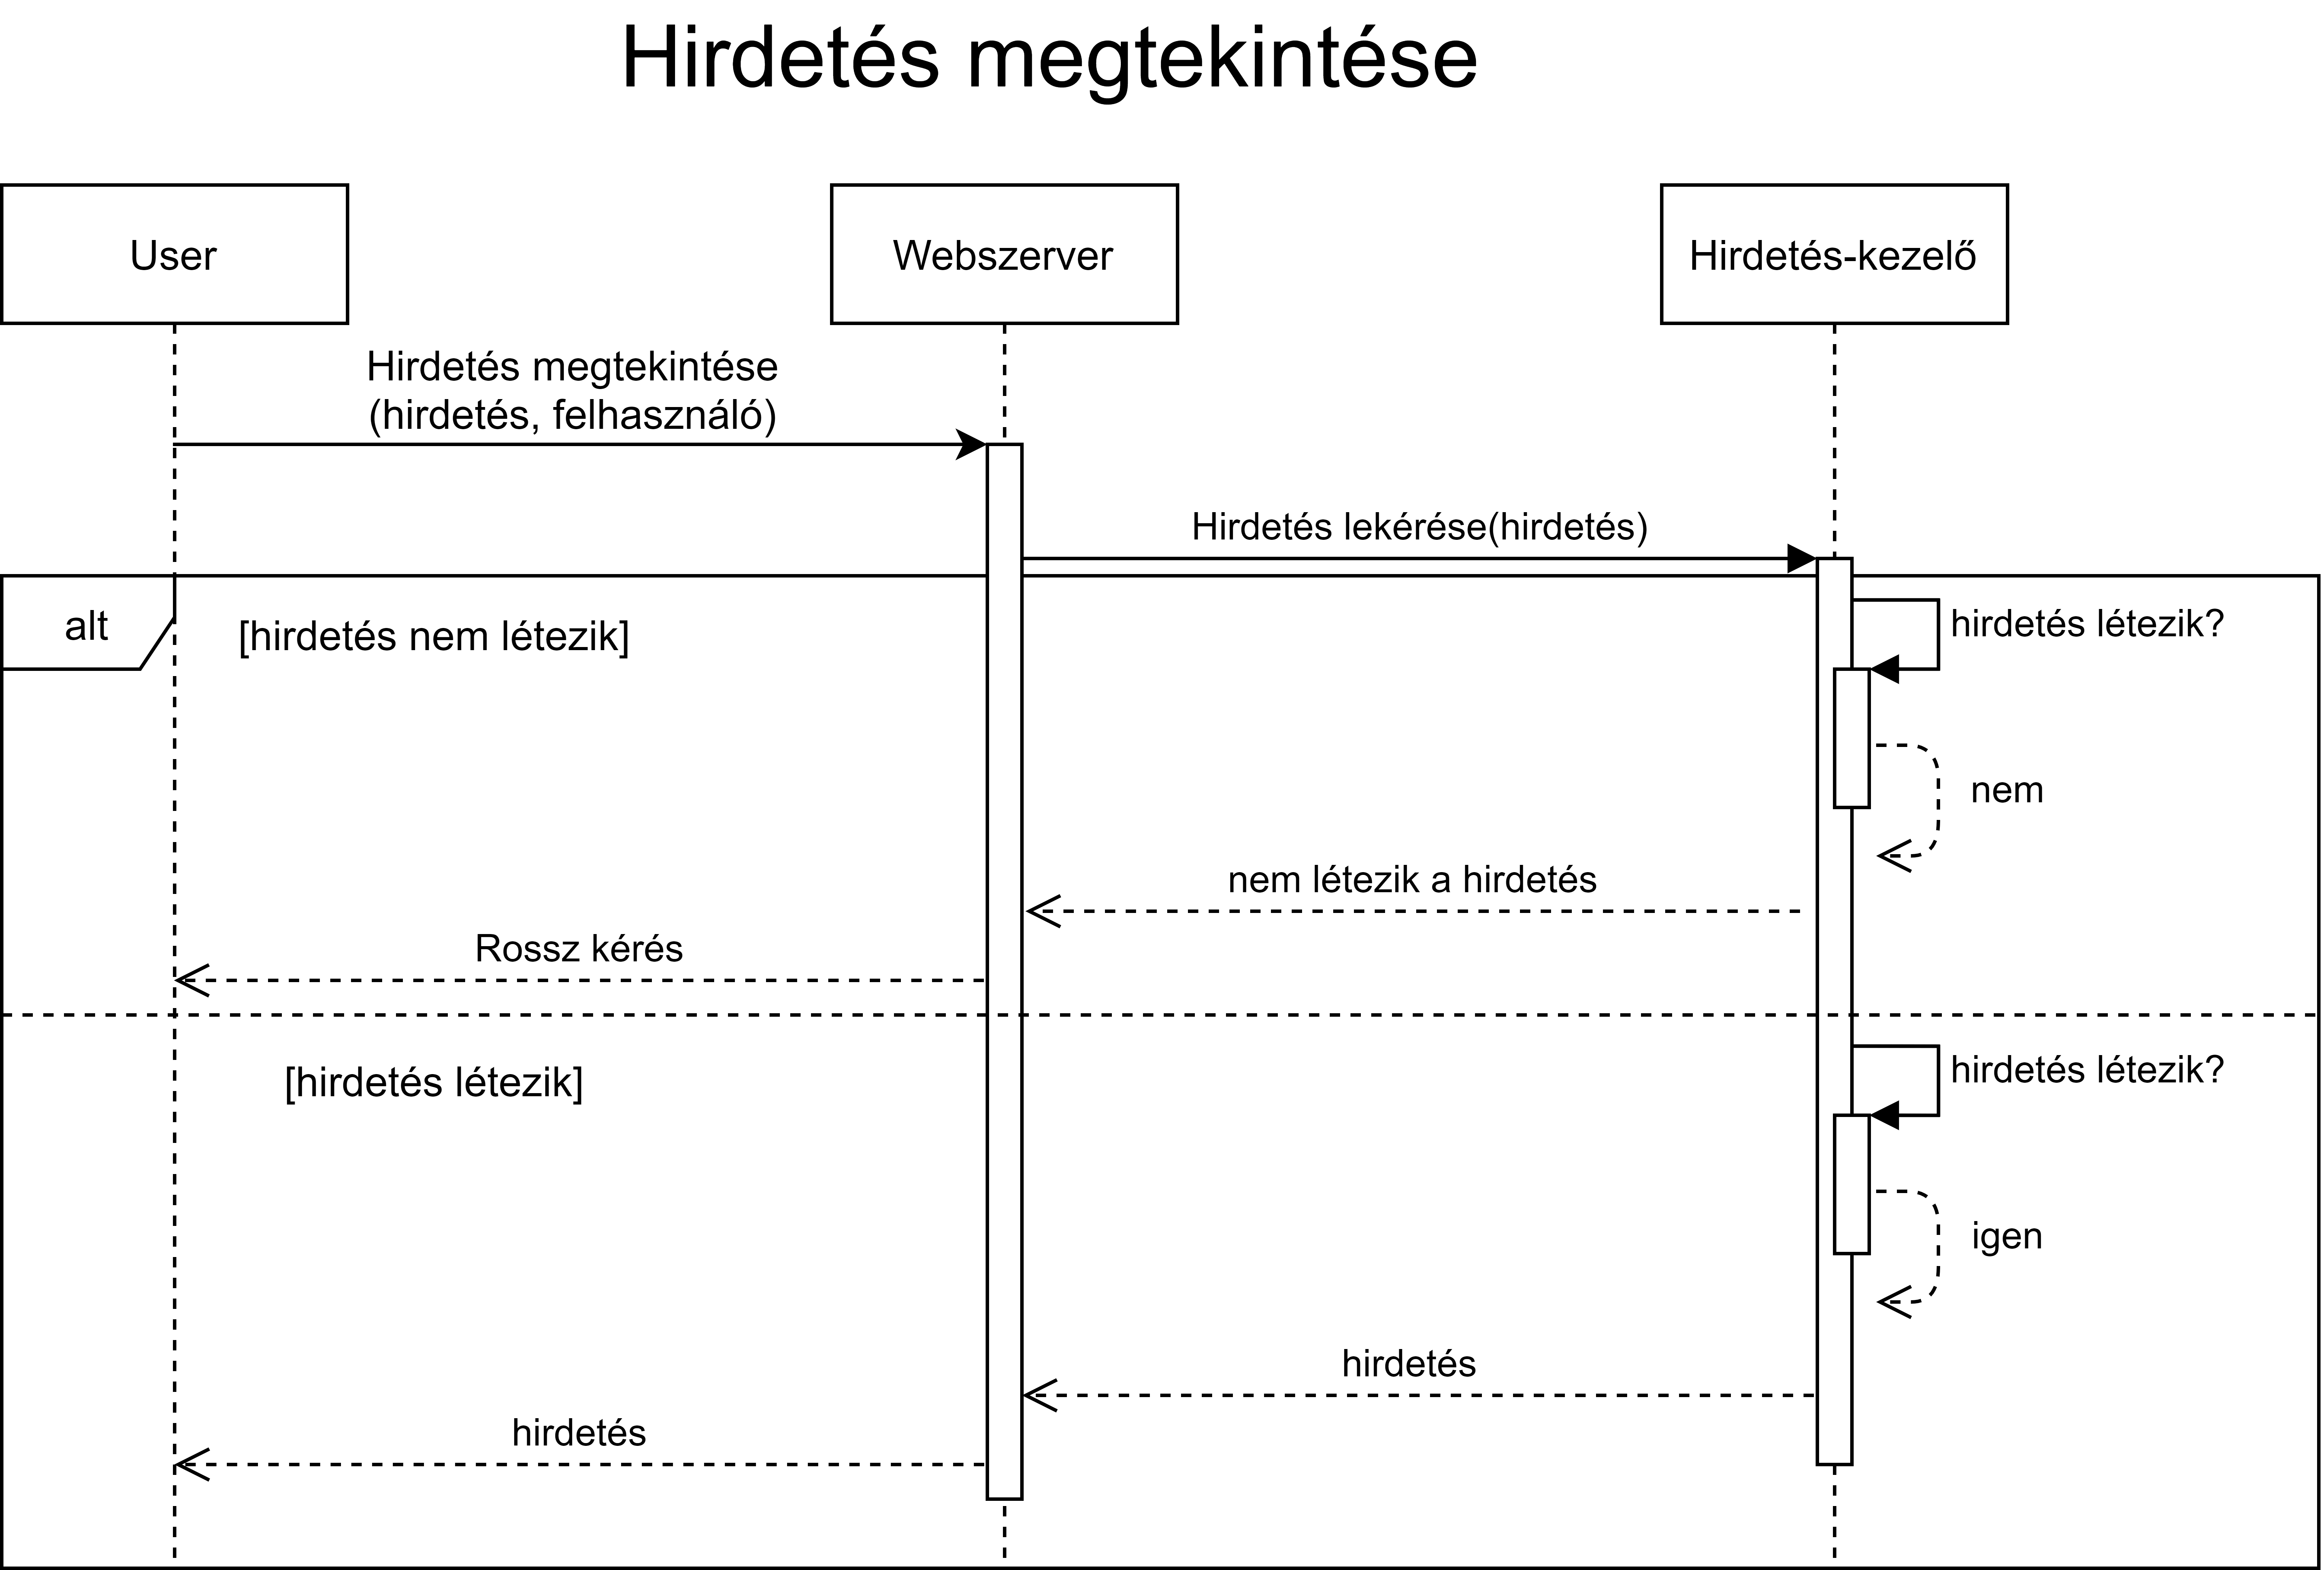 Hirdetés megtekintése
User
Webszerver
Hirdetés-kezelő
Hirdetés megtekintése
(hirdetés, felhasználó)
Hirdetés lekérése(hirdetés)
alt
[hirdetés nem létezik]
hirdetés létezik?
nem
nem létezik a hirdetés
Rossz kérés
[hirdetés létezik]
hirdetés létezik?
igen
hirdetés
hirdetés